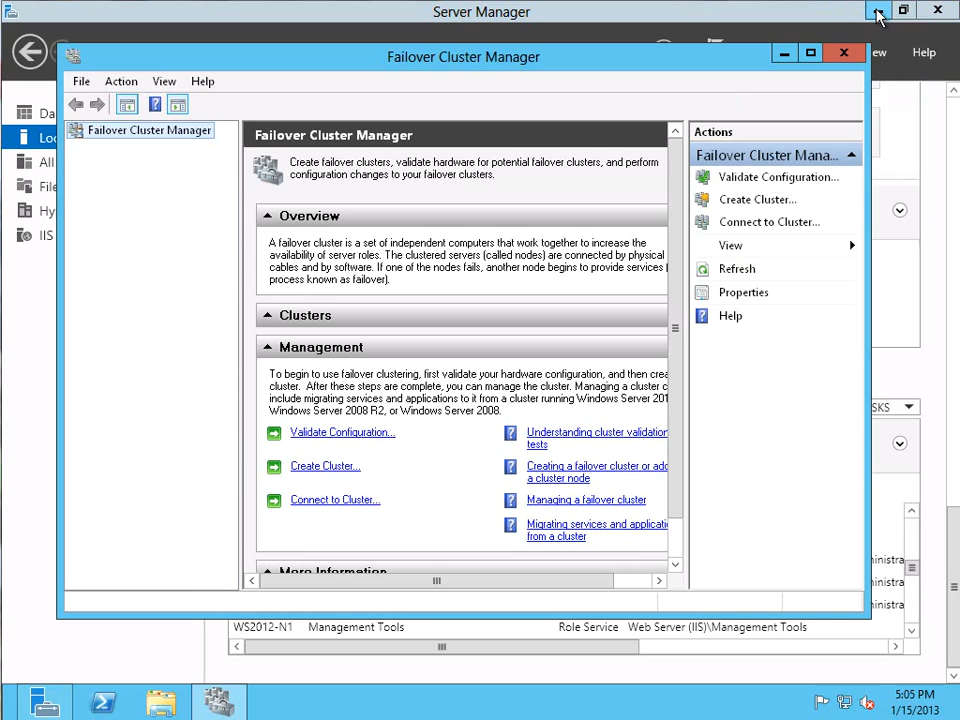 Server Manager
Failover Cluster Manager
Help
File Action View Help
Failover Cluster Manager
Failover Cluster Manager
Create failover clusters, validate hardware for potential failover clusters, and perform
configuration changes to your failover clusters.
Overview
A failover cluster is a set of independent computers that work together to increase the
availability of server roles. The clustered servers (called nodes) are connected by physical
cables and by software. If one of the nodes fails, another node begins to provide services (
process known as failover).
Clusters
Management
To begin to use failover clustering, first validate your hardware configuration, and then crea
cluster. After these steps are complete, you can manage the cluster. Managing a cluster c
include migrating services and applications to it from a cluster running Windows Server 201
Windows Server 2008 R2, or Windows Server 2008.
Validate Configuration...
Understanding cluster validation
tests
Create Cluster...
Creating a failover cluster or add
a cluster node
Connect to Cluster...
Managing a failover cluster
Migrating services and applicati
from a cluster
More Information
Actions
Failover Cluster Mana...
Validate Configuration...
Create Cluster...
Connect to Cluster...
View
Refresh
Properties
Help
ew
Da
Loc
All
File
Hy
IIS
SKS
ministra
ministra
ministra
WS2012-N1 Management Tools Role Service Web Server (IIS)\Management Tools
5:05 PM
1/15/2013